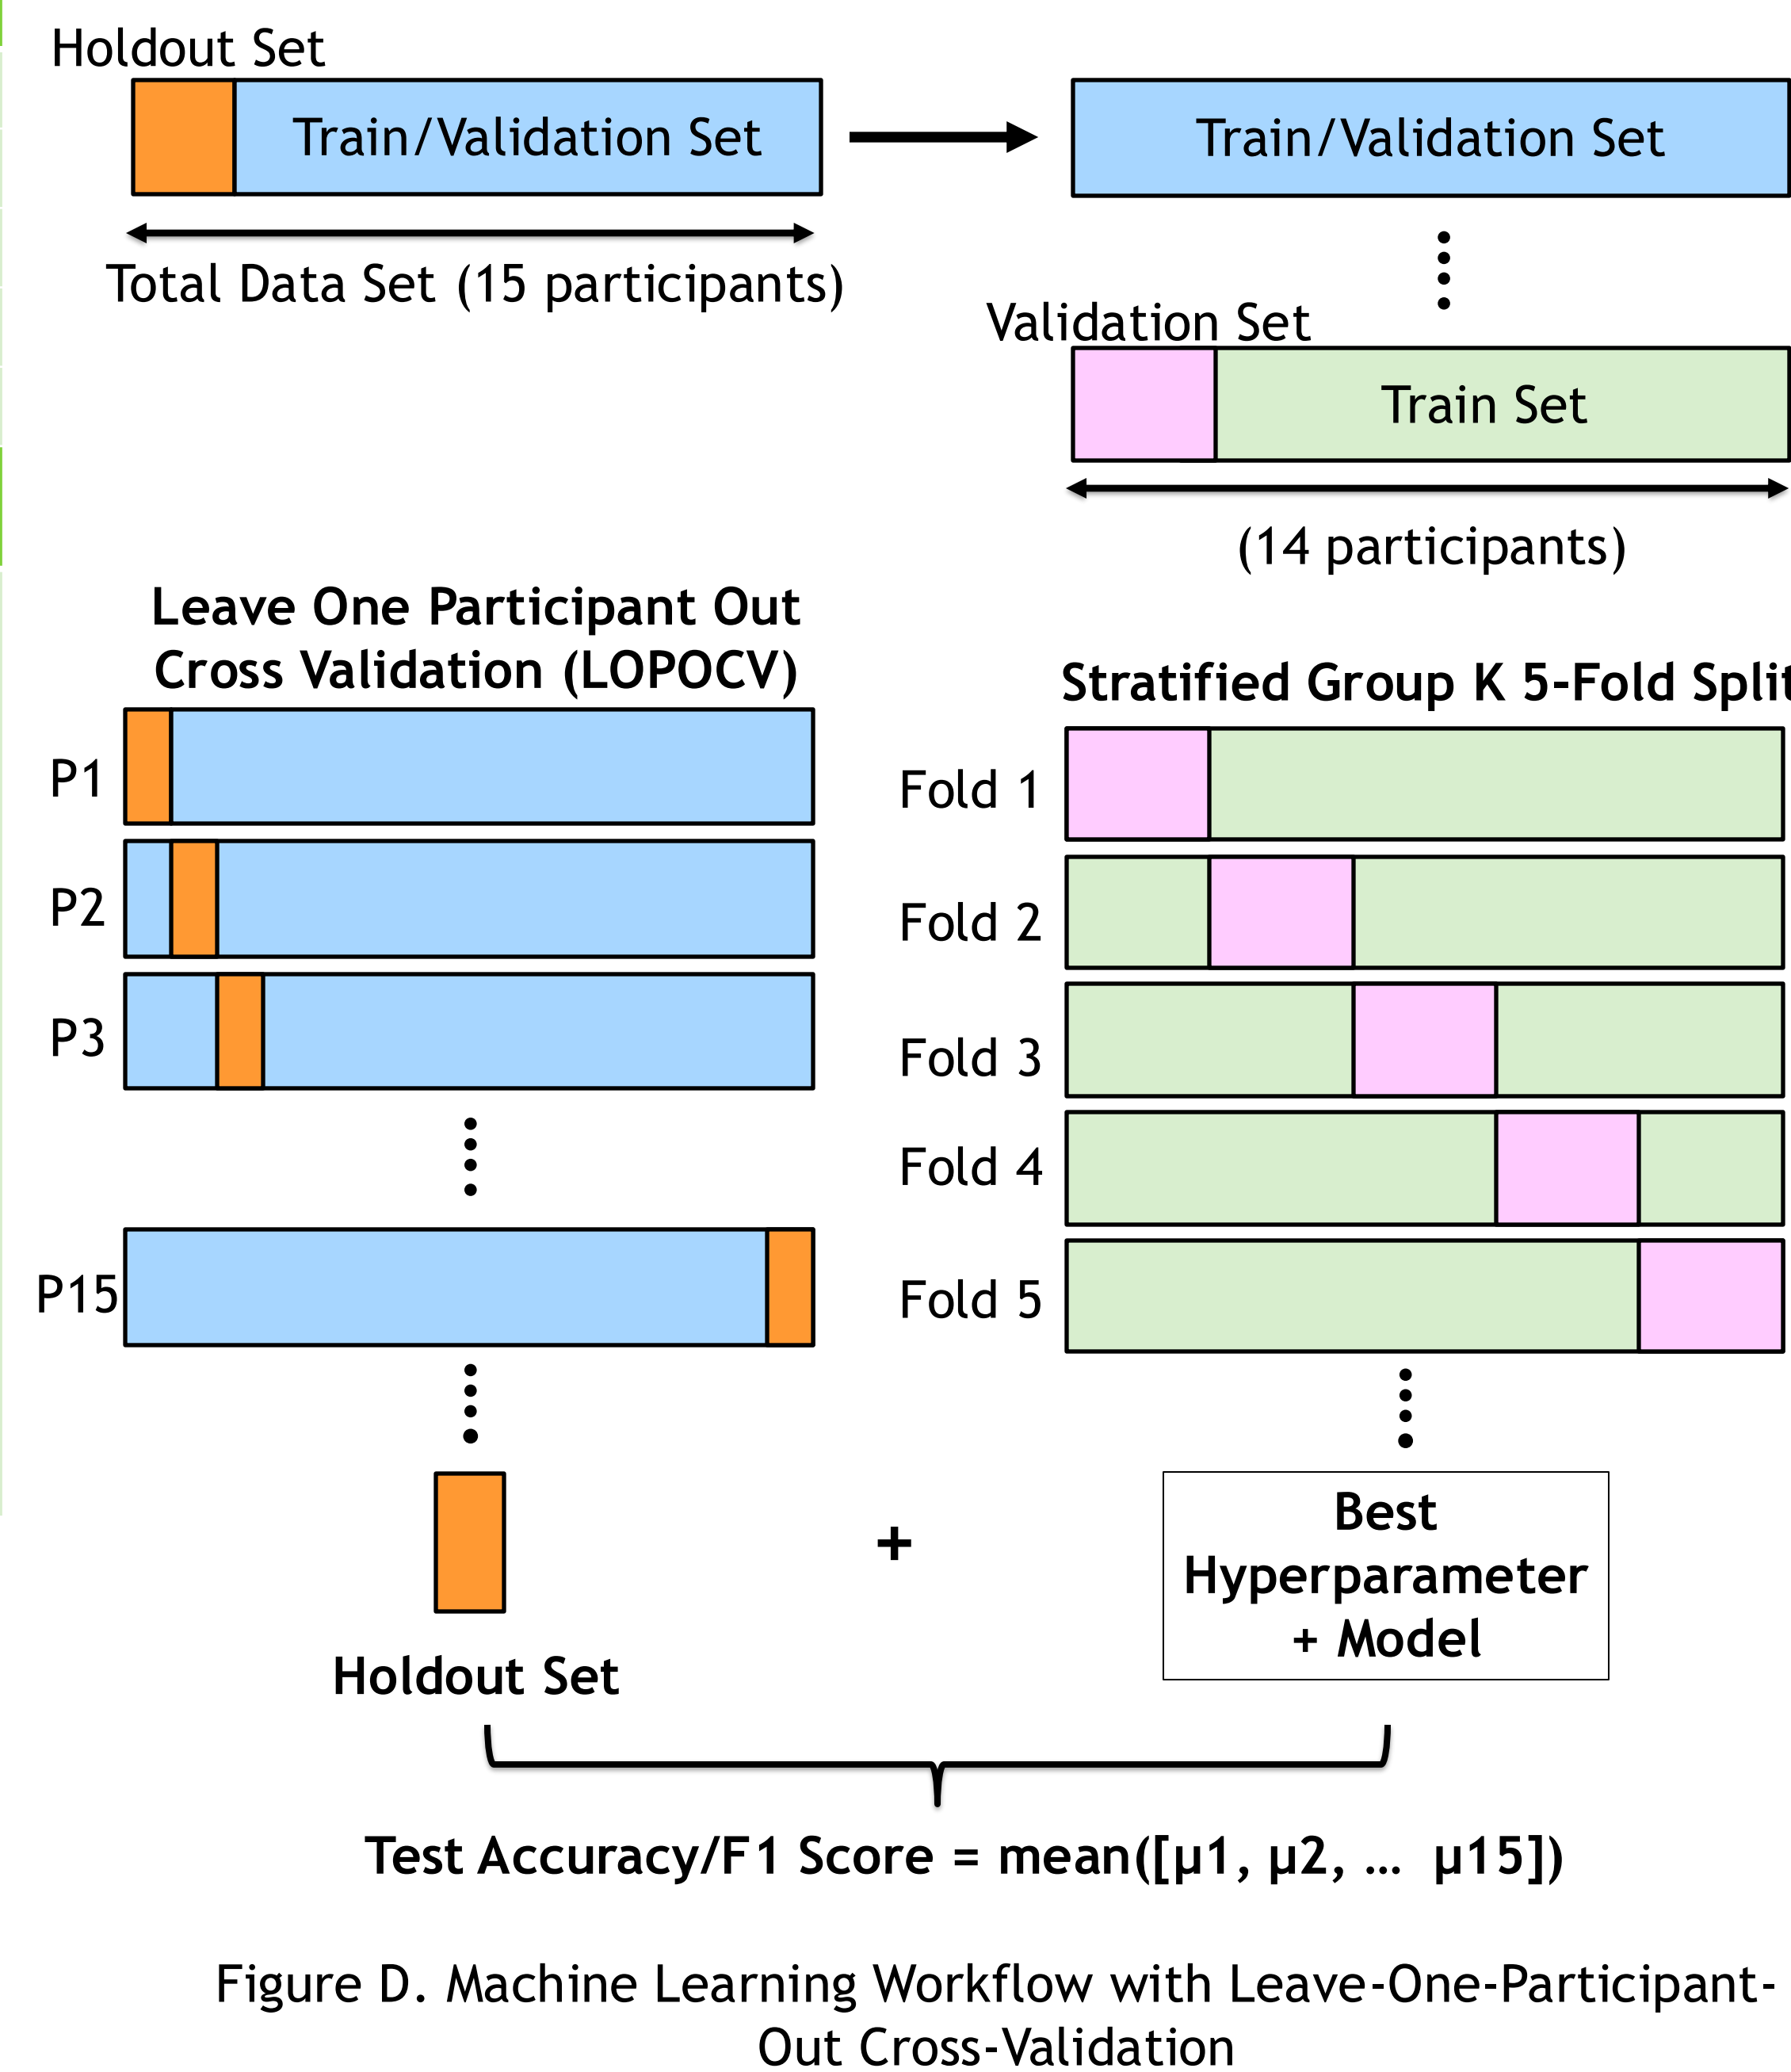 Holdout Set
Train/Validation Set
Total Data Set (15 participants)
Train/Validation Set
Validation Set
Train Set
(14 participants)
Leave One Participant Out
Cross Validation (LOPOCV)
P1
P2
P3
P15
Stratified Group K 5-Fold Split
Fold 1
Fold 2
Fold 3
Fold 4
Fold 5
Holdout Set
+
Best
Hyperparameter
+ Model
Test Accuracy/F1 Score = mean([µ1, µ2, … µ15])
Figure D. Machine Learning Workflow with Leave-One-Participant-
Out Cross-Validation